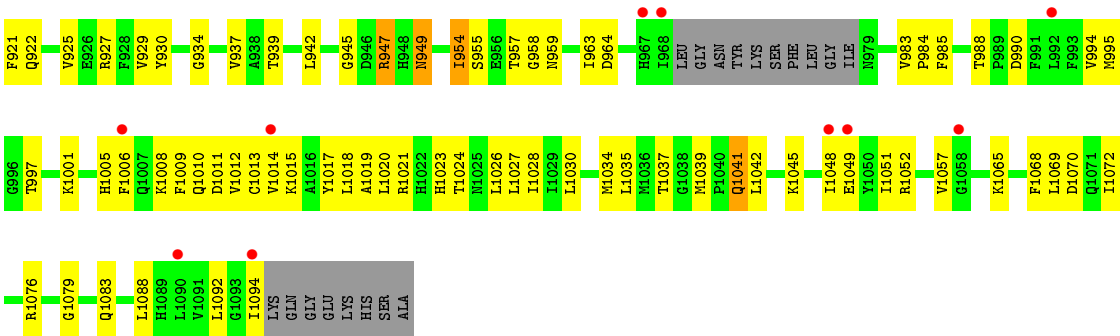 F921 Q922 V925 E926 R927 F928 V929 Y930 G934 V937 A938 T939 L942 G945 D946 R947 H948 N949 I954 S955 E956 T957 G958 N959 I963 D964 H967 I968 LEU GLY ASN TYR LYS SER PHE LEU GLY ILE N979 V983 P984 F985 T988 P989 D990 F991 L992 F993 V994 M995
G996 T997 K1001 H1005 F1006 Q1007 K1008 F1009 Q1010 D1011 V1012 C1013 V1014 K1015 A1016 Y1017 L1018 A1019 L1020 R1021 H1022 H1023 T1024 N1025 L1026 L1027 I1028 I1029 L1030 M1034 L1035 M1036 T1037 G1038 M1039 P1040 Q1041 L1042 K1045 I1048 E1049 Y1050 I1051 R1052 V1057 G1058 K1065 F1068 L1069 D1070 Q1071 I1072
R1076 G1079 Q1083 L1088 H1089 L1090 V1091 L1092 G1093 I1094 LYS GLN GLY GLU LYS HIS SER ALA